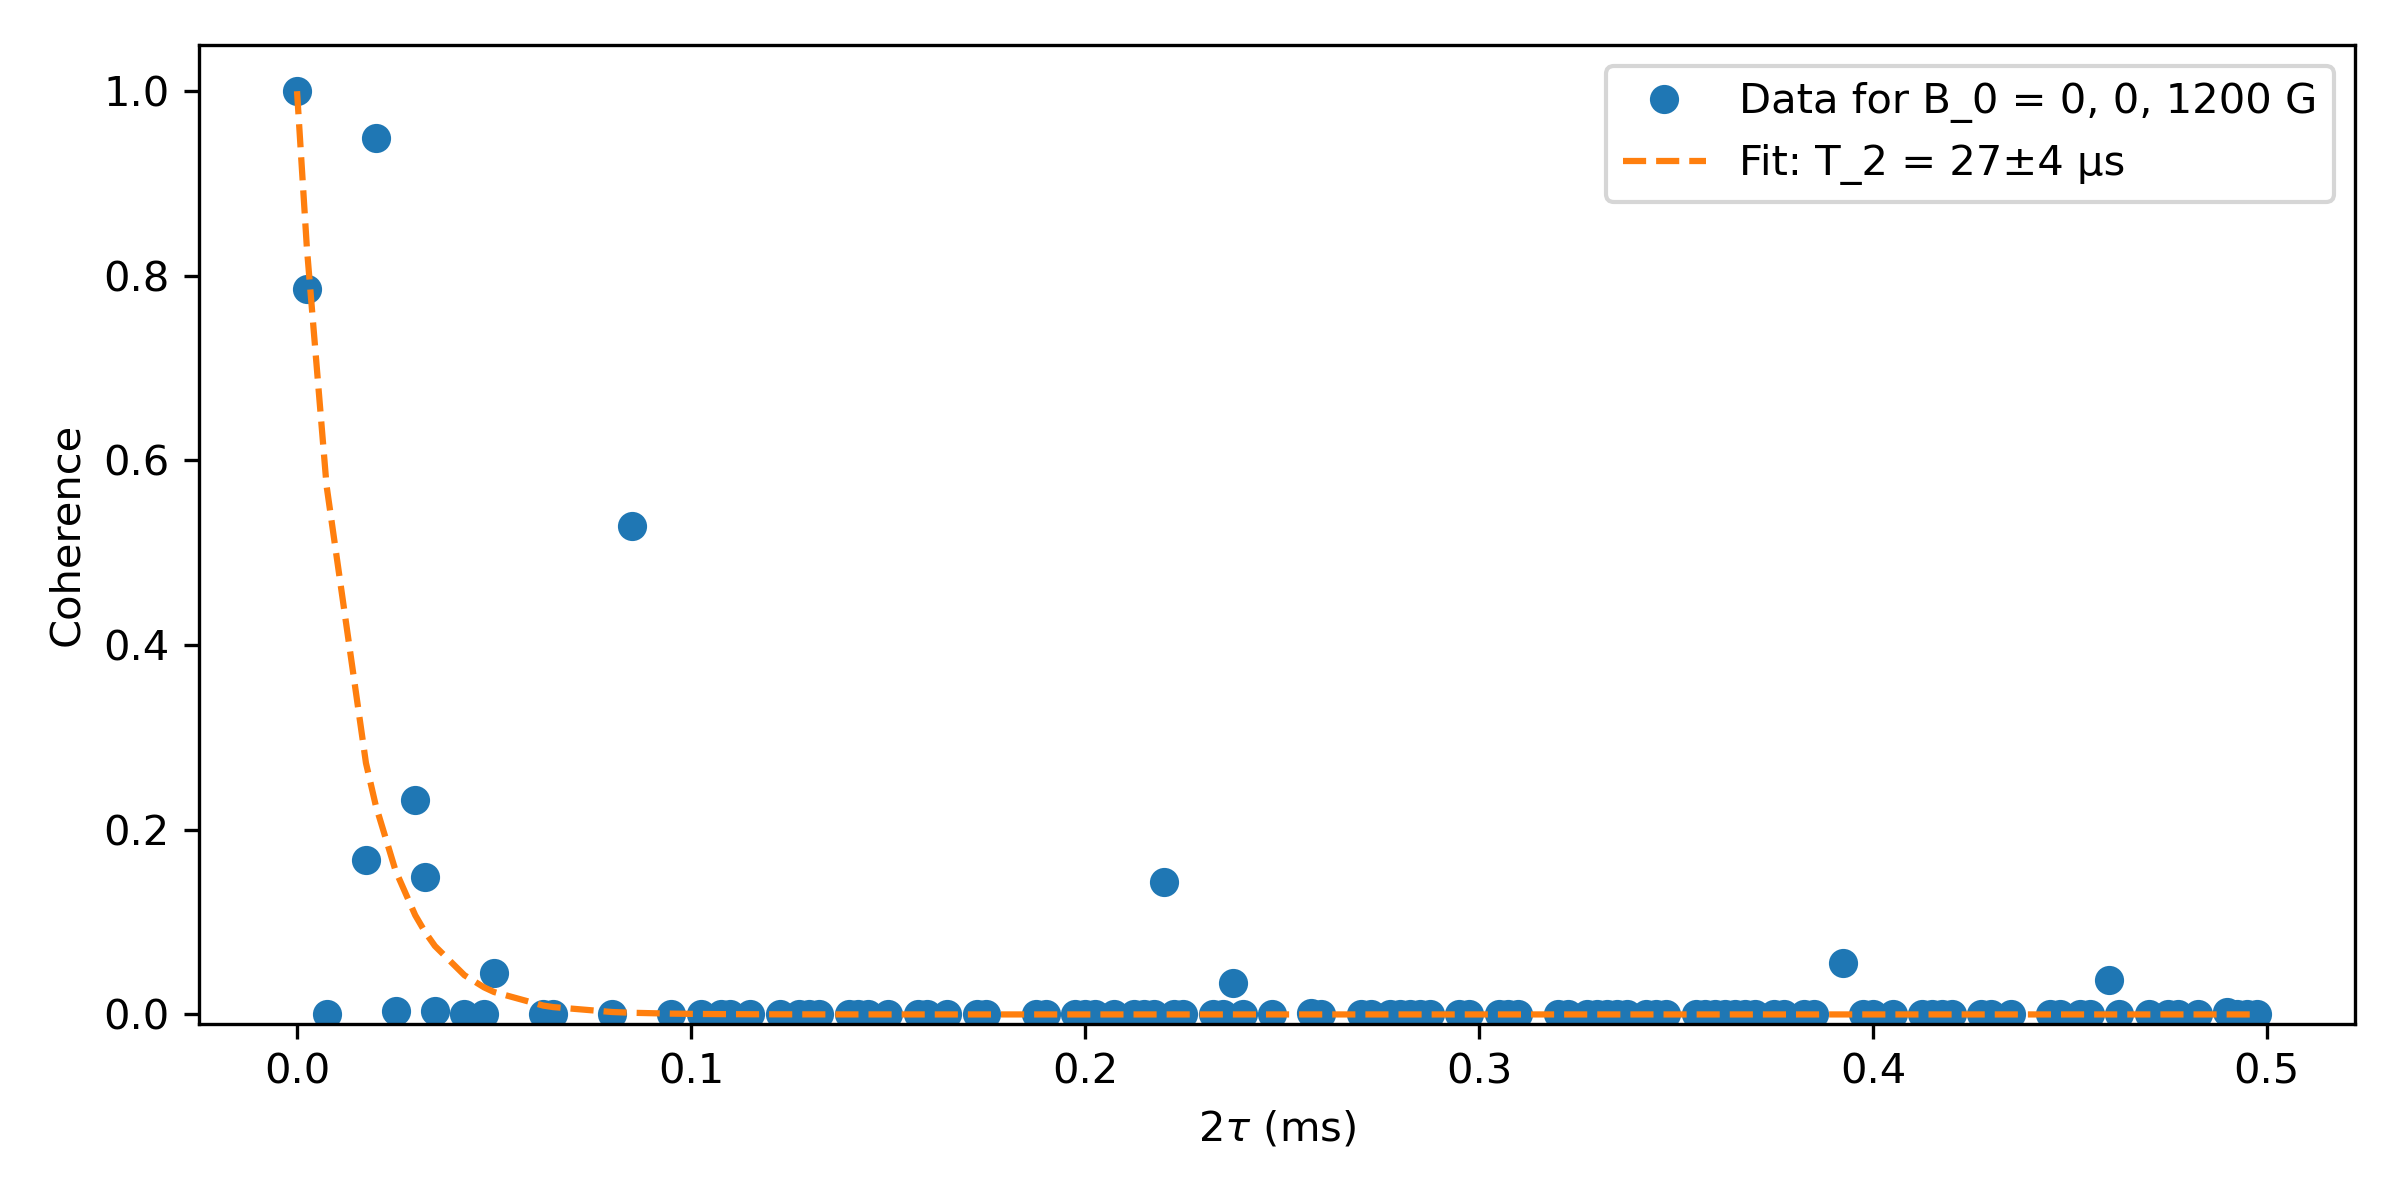 Data for B_0 = 0, 0, 1200 G
Fit: T_2 = 27±4 µs
Coherence
1.0
0.8
0.6
0.4
0.2
0.0
0.0 0.1 0.2 0.3 0.4 0.5
2τ (ms)